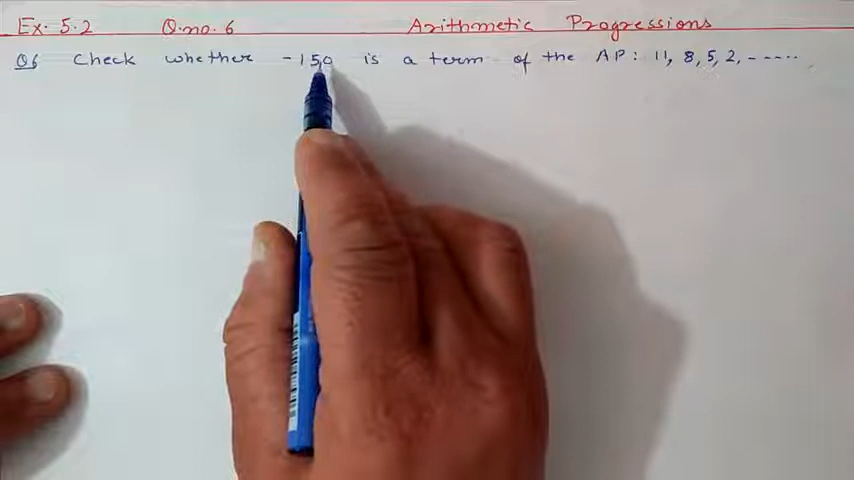 Ex. 5.2 Q.no. 6 Arithmetic Progressions
Q6 Check whether -150 is a term of the AP: 11, 8, 5, 2, -----